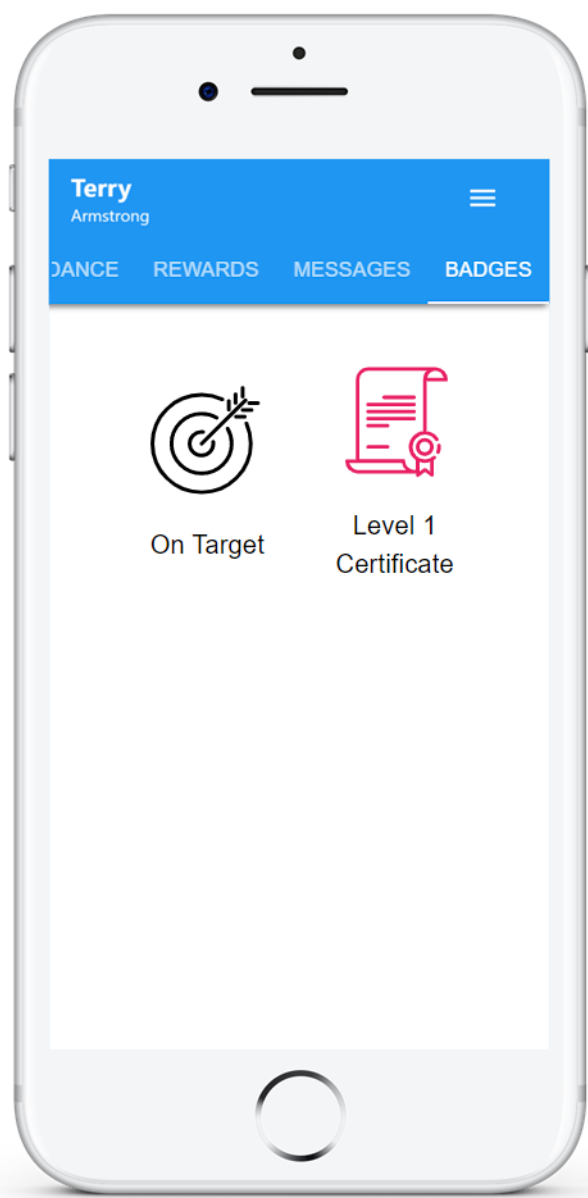 Terry
Armstrong
DANCE REWARDS MESSAGES BADGES
On Target
Level 1
Certificate